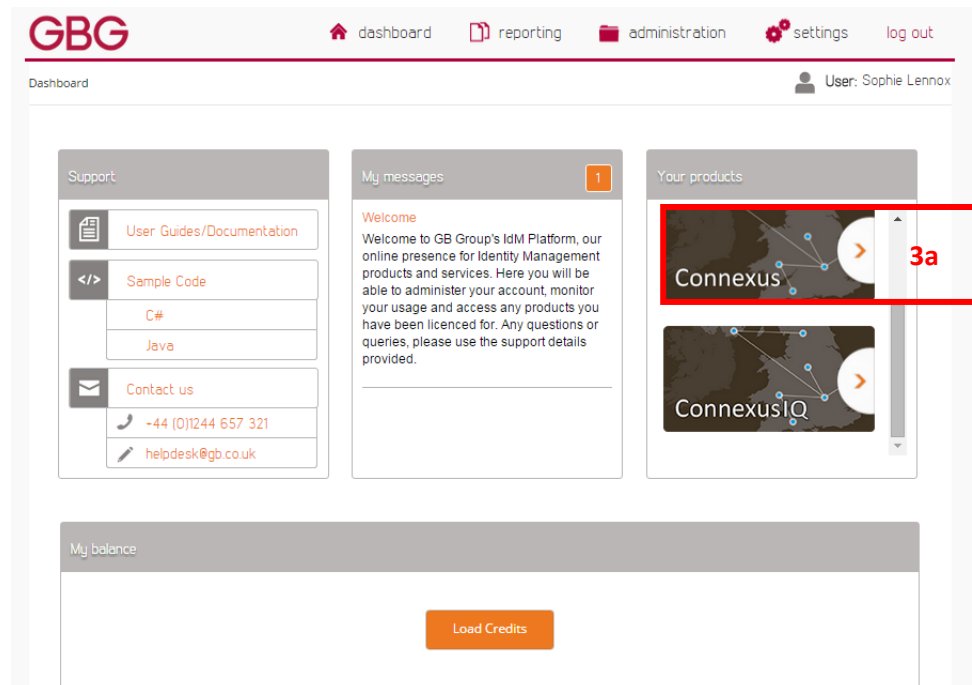 GBG
dashboard
reporting
administration
settings
log out
Dashboard
User: Sophie Lennox
Support
User Guides/Documentation
</>
Sample Code
C#
Java
Contact us
+44 (0)1244 657 321
helpdesk@gb.co.uk
My messages
1
Welcome
Welcome to GB Group's IdM Platform, our
online presence for Identity Management
products and services. Here you will be
able to administer your account, monitor
your usage and access any products you
have been licenced for. Any questions or
queries, please use the support details
provided.
Your products
Connexus
3a
ConnexusIQ
My balance
Load Credits